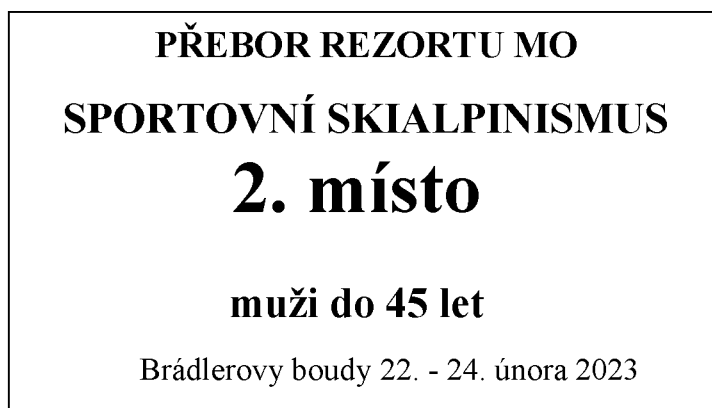 PŘEBOR REZORTU MO
SPORTOVNÍ SKIALPINISMUS
2. místo
muži do 45 let
Brádlerovy boudy 22. - 24. února 2023